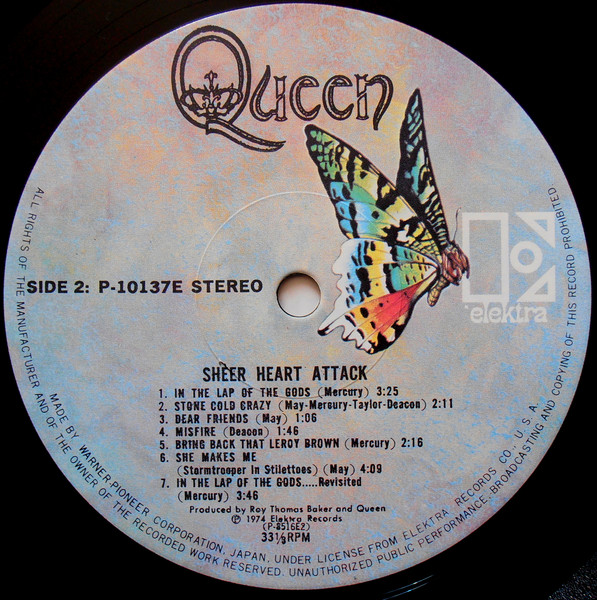 Queen
elektra
SIDE 2: P-10137E STEREO
SHEER HEART ATTACK
1. IN THE LAP OF THE GODS (Mercury) 3:25
2. STONE COLD CRAZY (May-Mercury-Taylor-Deacon) 2:11
3. DEAR FRIENDS (May) 1:06
4. MISFIRE (Deacon) 1:46
5. BRING BACK THAT LEROY BROWN (Mercury) 2:16
6. SHE MAKES ME
(Stormtrooper In Stilettoes) (May) 4:09
7. IN THE LAP OF THE GODS.....Revisited
(Mercury) 3:46
Produced by Roy Thomas Baker and Queen
Ⓟ 1974 Elektra Records
(P-8516E2)
33⅓RPM
MADE BY WARNER-PIONEER CORPORATION, JAPAN, UNDER LICENSE FROM ELEKTRA RECORDS CO., U.S.A.
ALL RIGHTS OF THE MANUFACTURER AND OF THE OWNER OF THE RECORDED WORK RESERVED. UNAUTHORIZED PUBLIC PERFORMANCE, BROADCASTING AND COPYING OF THIS RECORD PROHIBITED.